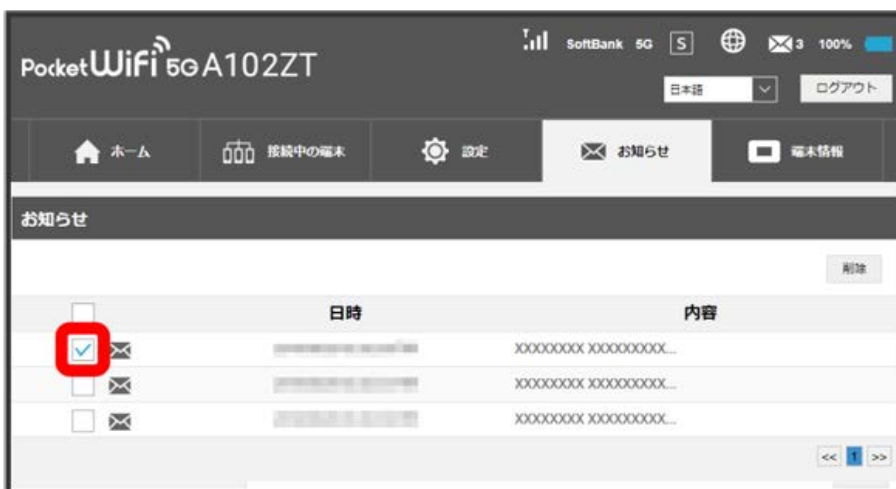 Pocket WiFi 5G A102ZT
SoftBank 5G S 3 100%
日本語 ログアウト
ホーム 接続中の端末 設定 お知らせ 端末情報
お知らせ
削除
日時 内容
XXXXXXXX XXXXXXXXX...
XXXXXXXX XXXXXXXXX...
XXXXXXXX XXXXXXXXX...
<< 1 >>